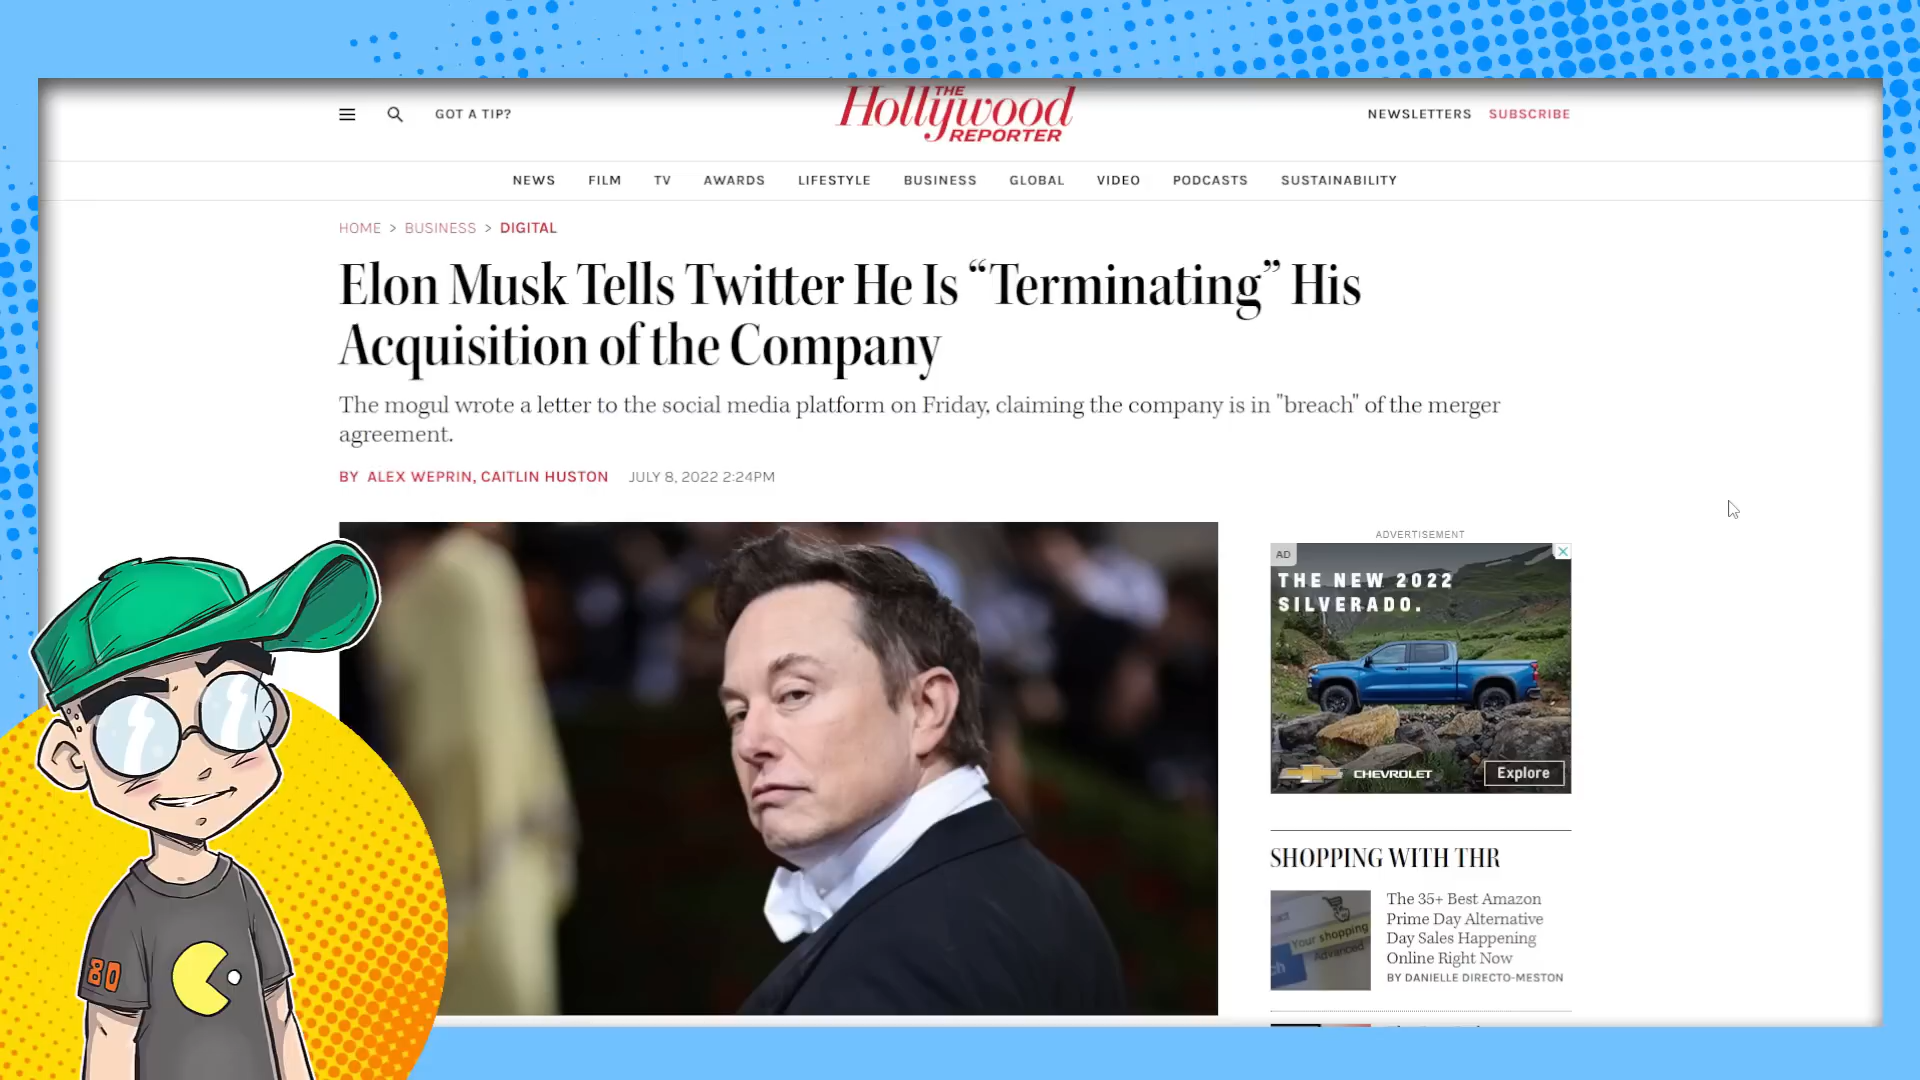 GOT A TIP?
THE
Hollywood
REPORTER
NEWSLETTERS SUBSCRIBE
NEWS FILM TV AWARDS LIFESTYLE BUSINESS GLOBAL VIDEO PODCASTS SUSTAINABILITY
HOME > BUSINESS > DIGITAL
Elon Musk Tells Twitter He Is “Terminating” His
Acquisition of the Company
The mogul wrote a letter to the social media platform on Friday, claiming the company is in "breach" of the merger
agreement.
BY ALEX WEPRIN, CAITLIN HUSTON JULY 8, 2022 2:24PM
ADVERTISEMENT
AD
THE NEW 2022
SILVERADO.
CHEVROLET
Explore
SHOPPING WITH THR
Your shopping
Advanced
The 35+ Best Amazon
Prime Day Alternative
Day Sales Happening
Online Right Now
BY DANIELLE DIRECTO-MESTON
80